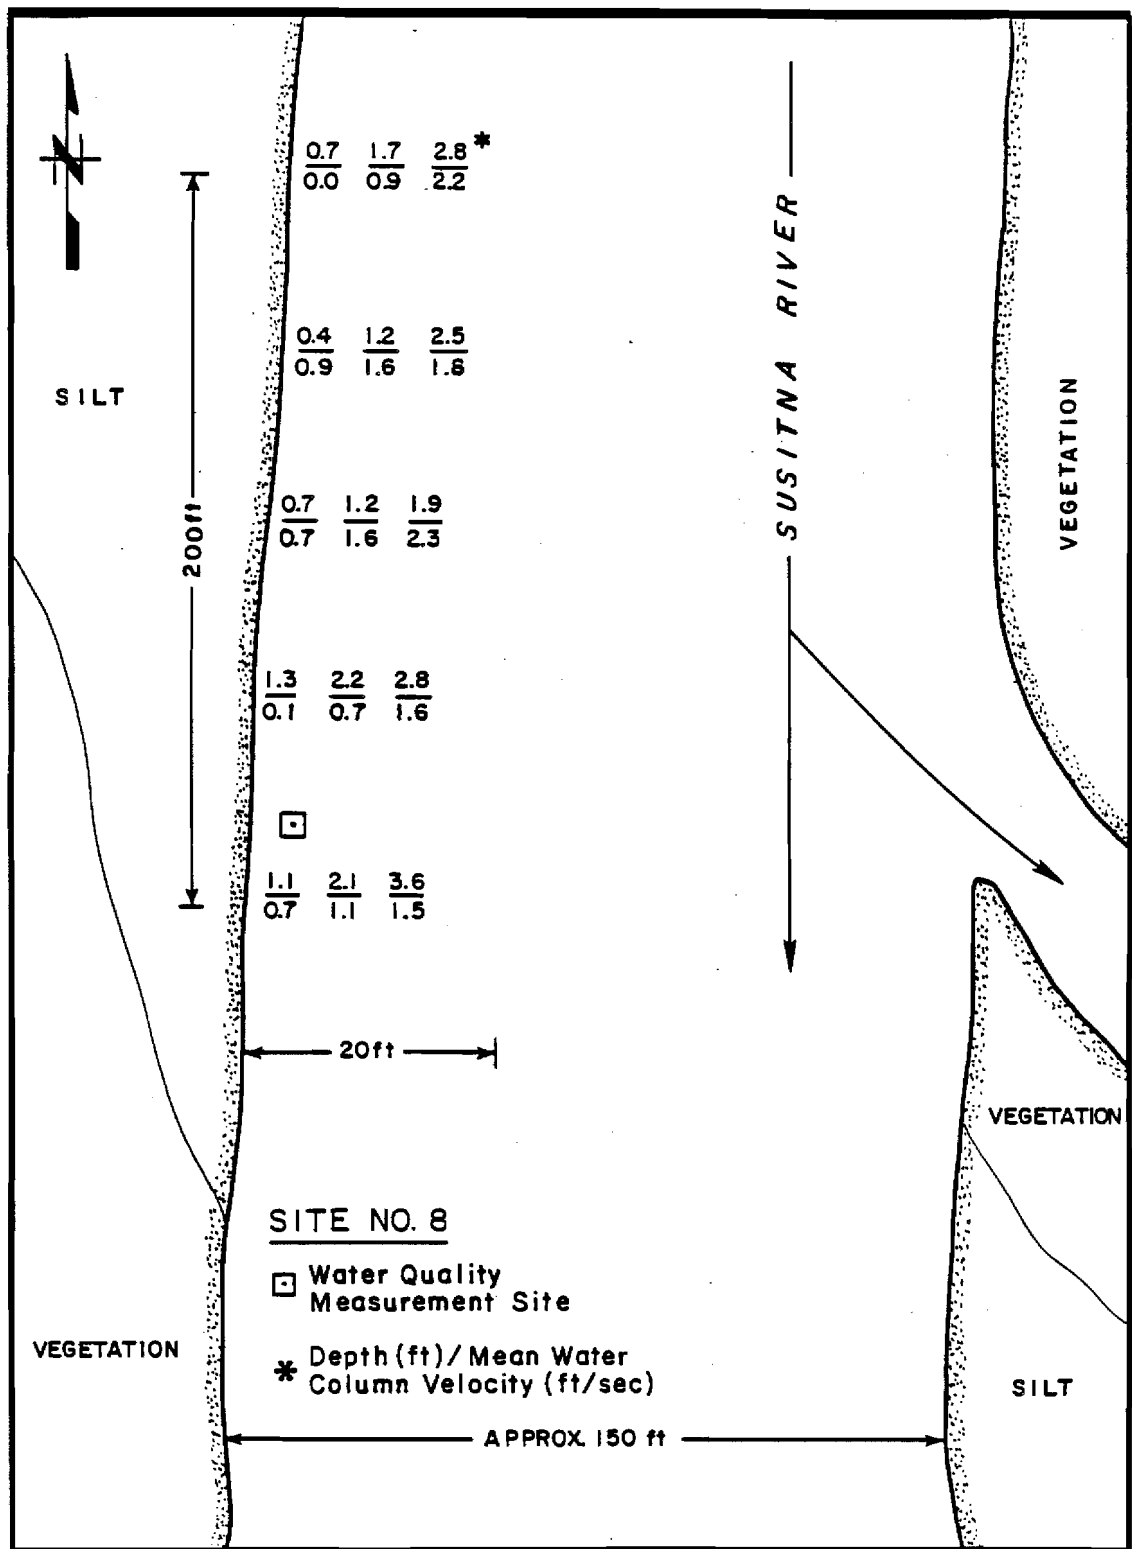 0.7 1.7 2.8*
0.0 0.9 2.2
N
0.4 1.2 2.5
0.9 1.6 1.8
SILT
SUSITNA RIVER
VEGETATION
200ft
0.7 1.2 1.9
0.7 1.6 2.3
1.3 2.2 2.8
0.1 0.7 1.6
1.1 2.1 3.6
0.7 1.1 1.5
20ft
VEGETATION
SITE NO. 8
Water Quality
Measurement Site
* Depth (ft)/Mean Water
Column Velocity (ft/sec)
VEGETATION
SILT
APPROX. 150 ft